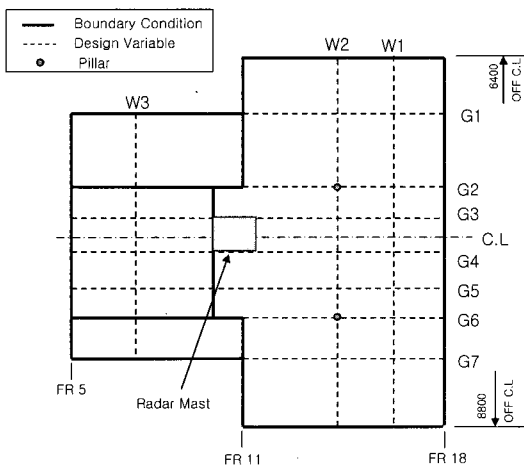 Boundary Condition
Design Variable
Pillar
W2
W1
6400
OFF C.L
W3
G1
G2
G3
C.L
G4
G5
G6
G7
FR 5
Radar Mast
6800
OFF C.L
FR 11
FR 18